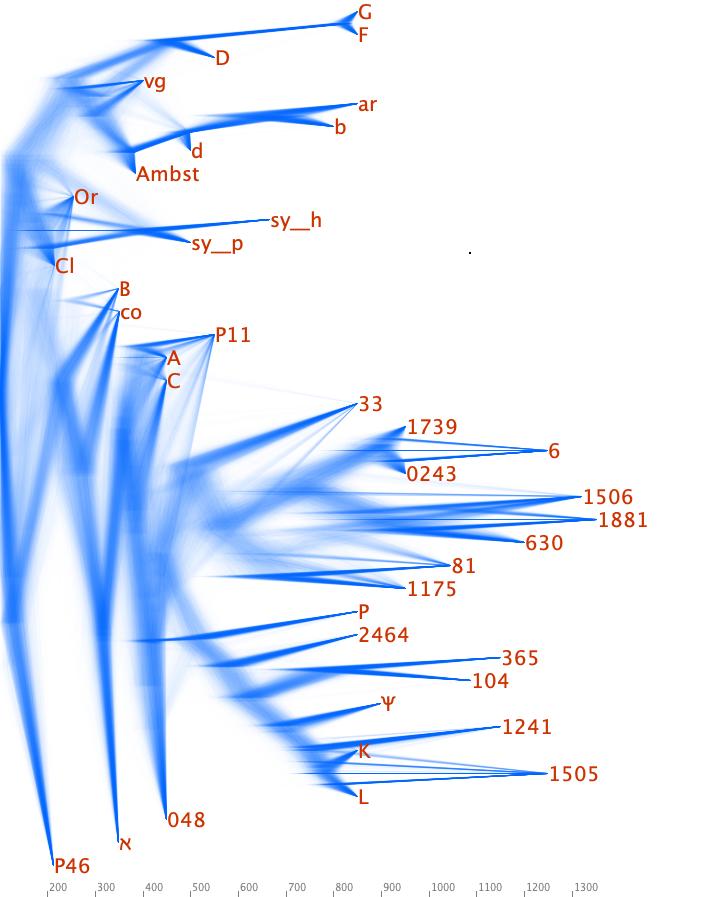 G
F
D
vg
ar
b
d
Ambst
Or
sy__h
sy__p
Cl
B
co
P11
A
C
33
1739
6
0243
1506
1881
630
81
1175
P
2464
365
104
Ψ
1241
K
1505
L
048
א
P46
200 300 400 500 600 700 800 900 1000 1100 1200 1300